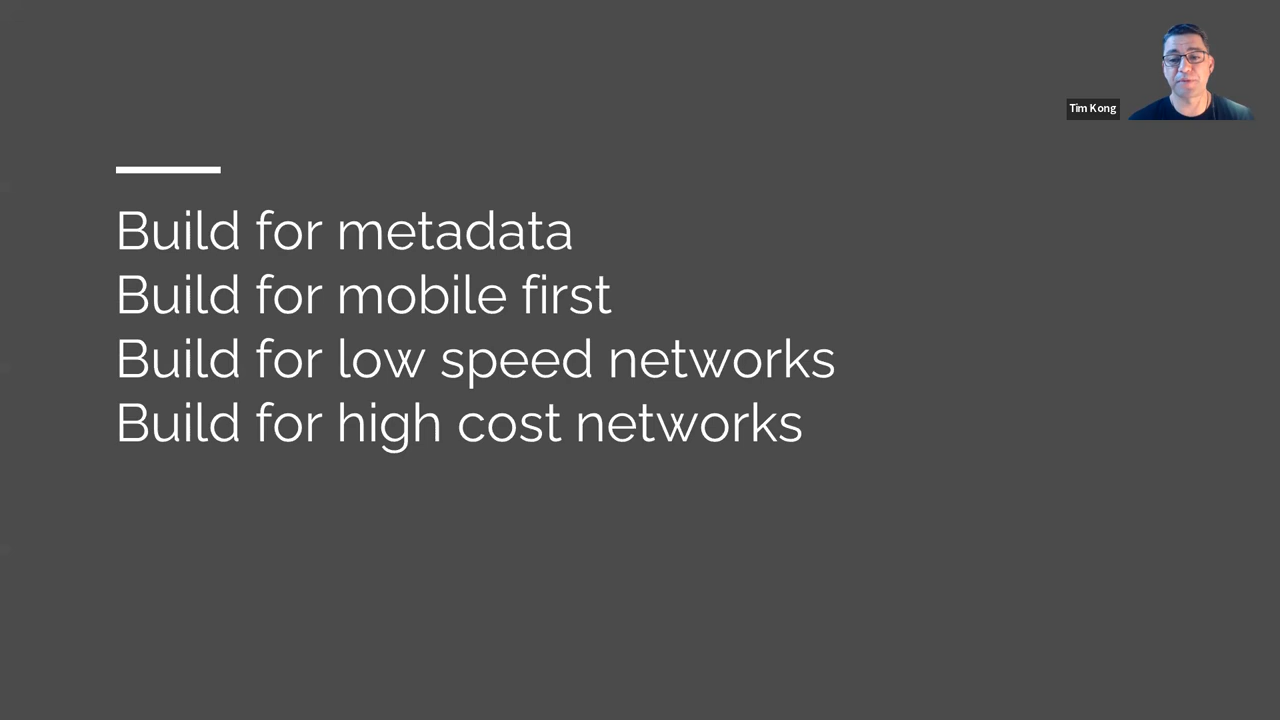 Tim Kong
Build for metadata
Build for mobile first
Build for low speed networks
Build for high cost networks